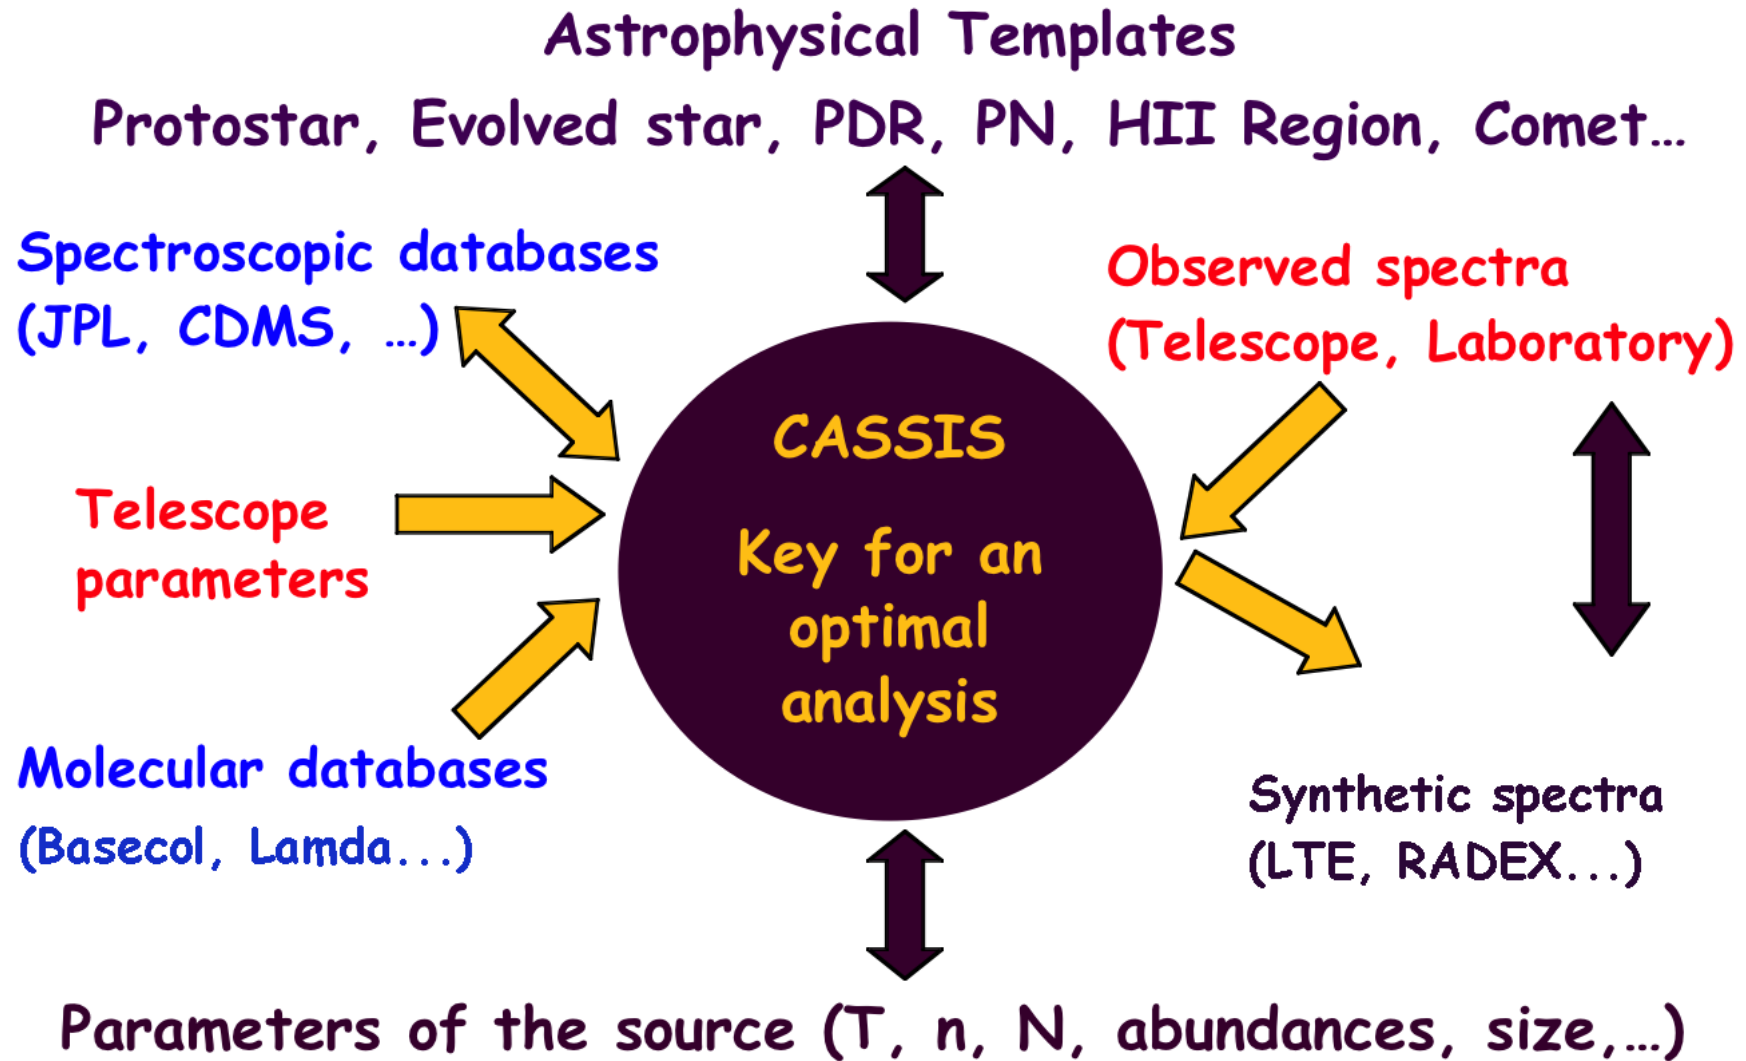 Astrophysical Templates
Protostar, Evolved star, PDR, PN, HII Region, Comet…
Spectroscopic databases
(JPL, CDMS, …)
Observed spectra
(Telescope, Laboratory)
CASSIS
Key for an
optimal
analysis
Telescope
parameters
Molecular databases
(Basecol, Lamda...)
Synthetic spectra
(LTE, RADEX...)
Parameters of the source (T, n, N, abundances, size,…)